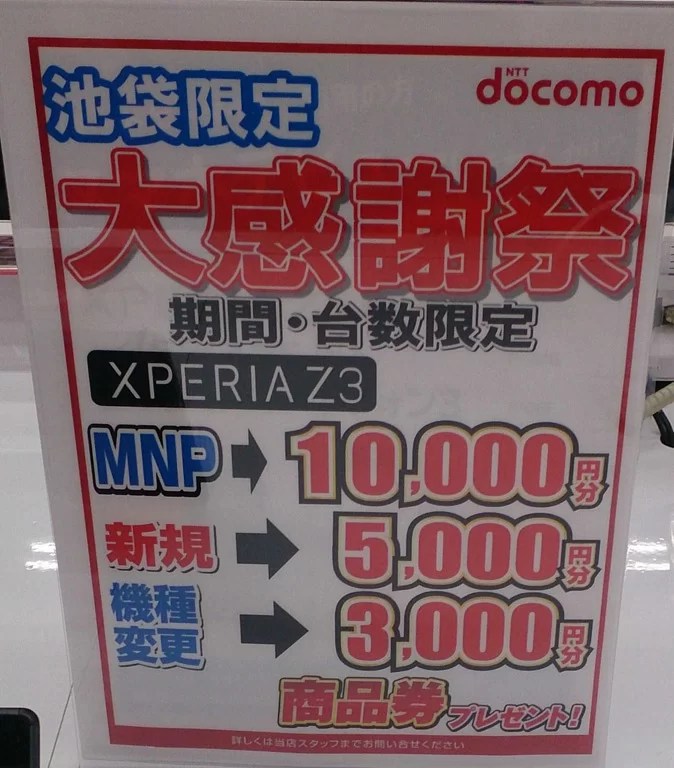 NTT
docomo
池袋限定
大感謝祭
期間・台数限定
XPERIA Z3
MNP → 10,000円分
新規 → 5,000円分
機種変更 → 3,000円分
商品券プレゼント!
詳しくは当店スタッフまでお問い合せください